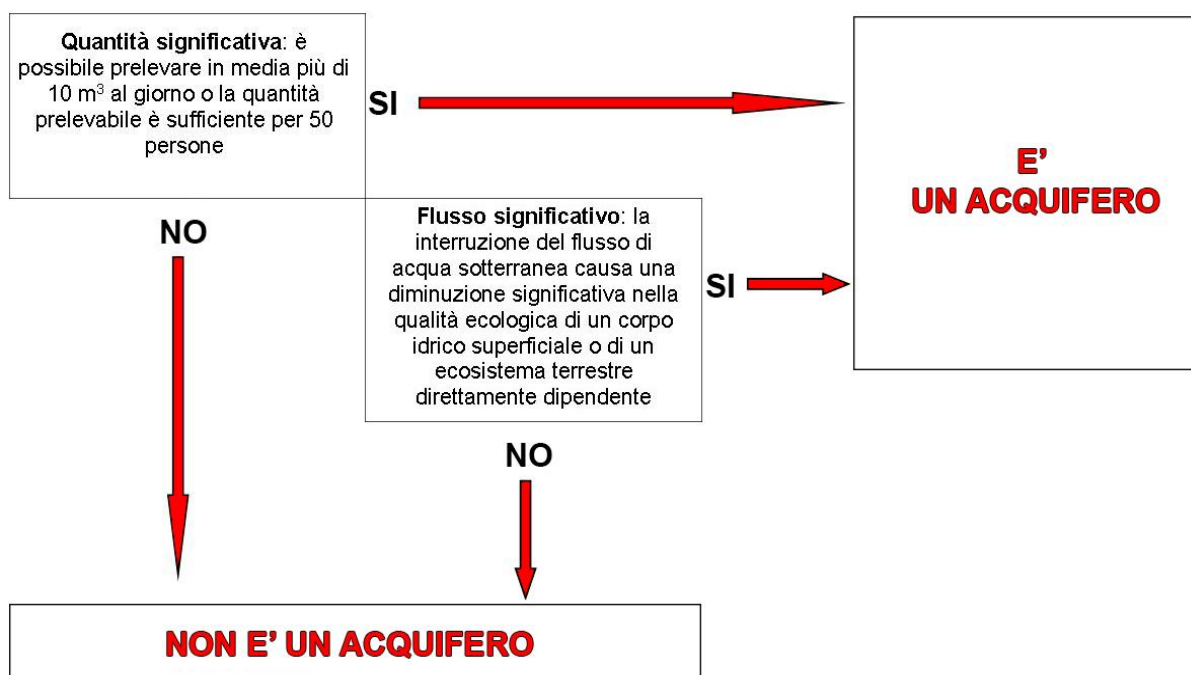 Quantità significativa: è
possibile prelevare in media più di
10 m³ al giorno o la quantità
prelevabile è sufficiente per 50
persone
SI
E’
UN ACQUIFERO
NO
Flusso significativo: la
interruzione del flusso di
acqua sotterranea causa una
diminuzione significativa nella
qualità ecologica di un corpo
idrico superficiale o di un
ecosistema terrestre
direttamente dipendente
SI
NO
NON E’ UN ACQUIFERO